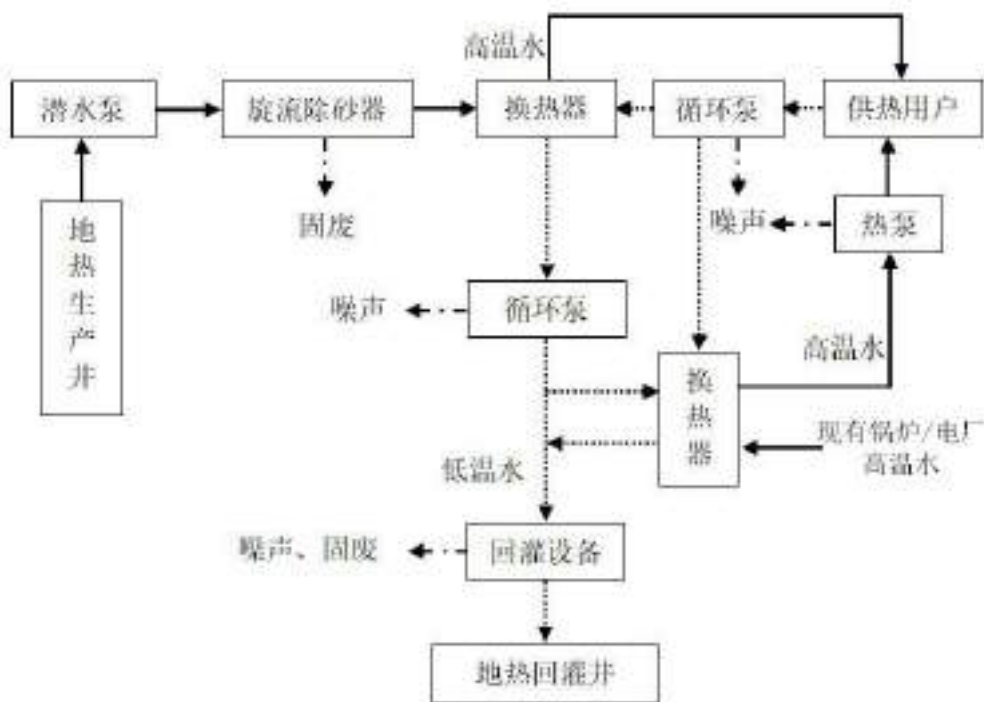 高温水
潜水泵
旋流除砂器
换热器
循环泵
供热用户
固废
噪声
热泵
地热生产井
噪声
循环泵
高温水
换热器
现有锅炉/电厂
高温水
低温水
噪声、固废
回灌设备
地热回灌井